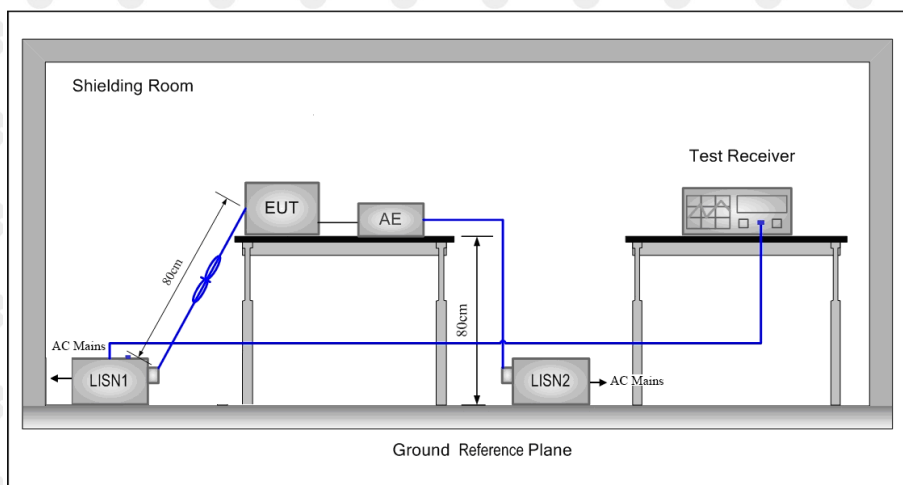 Shielding Room
Test Receiver
EUT
AE
80cm
80cm
AC Mains
LISN1
LISN2
AC Mains
Ground Reference Plane